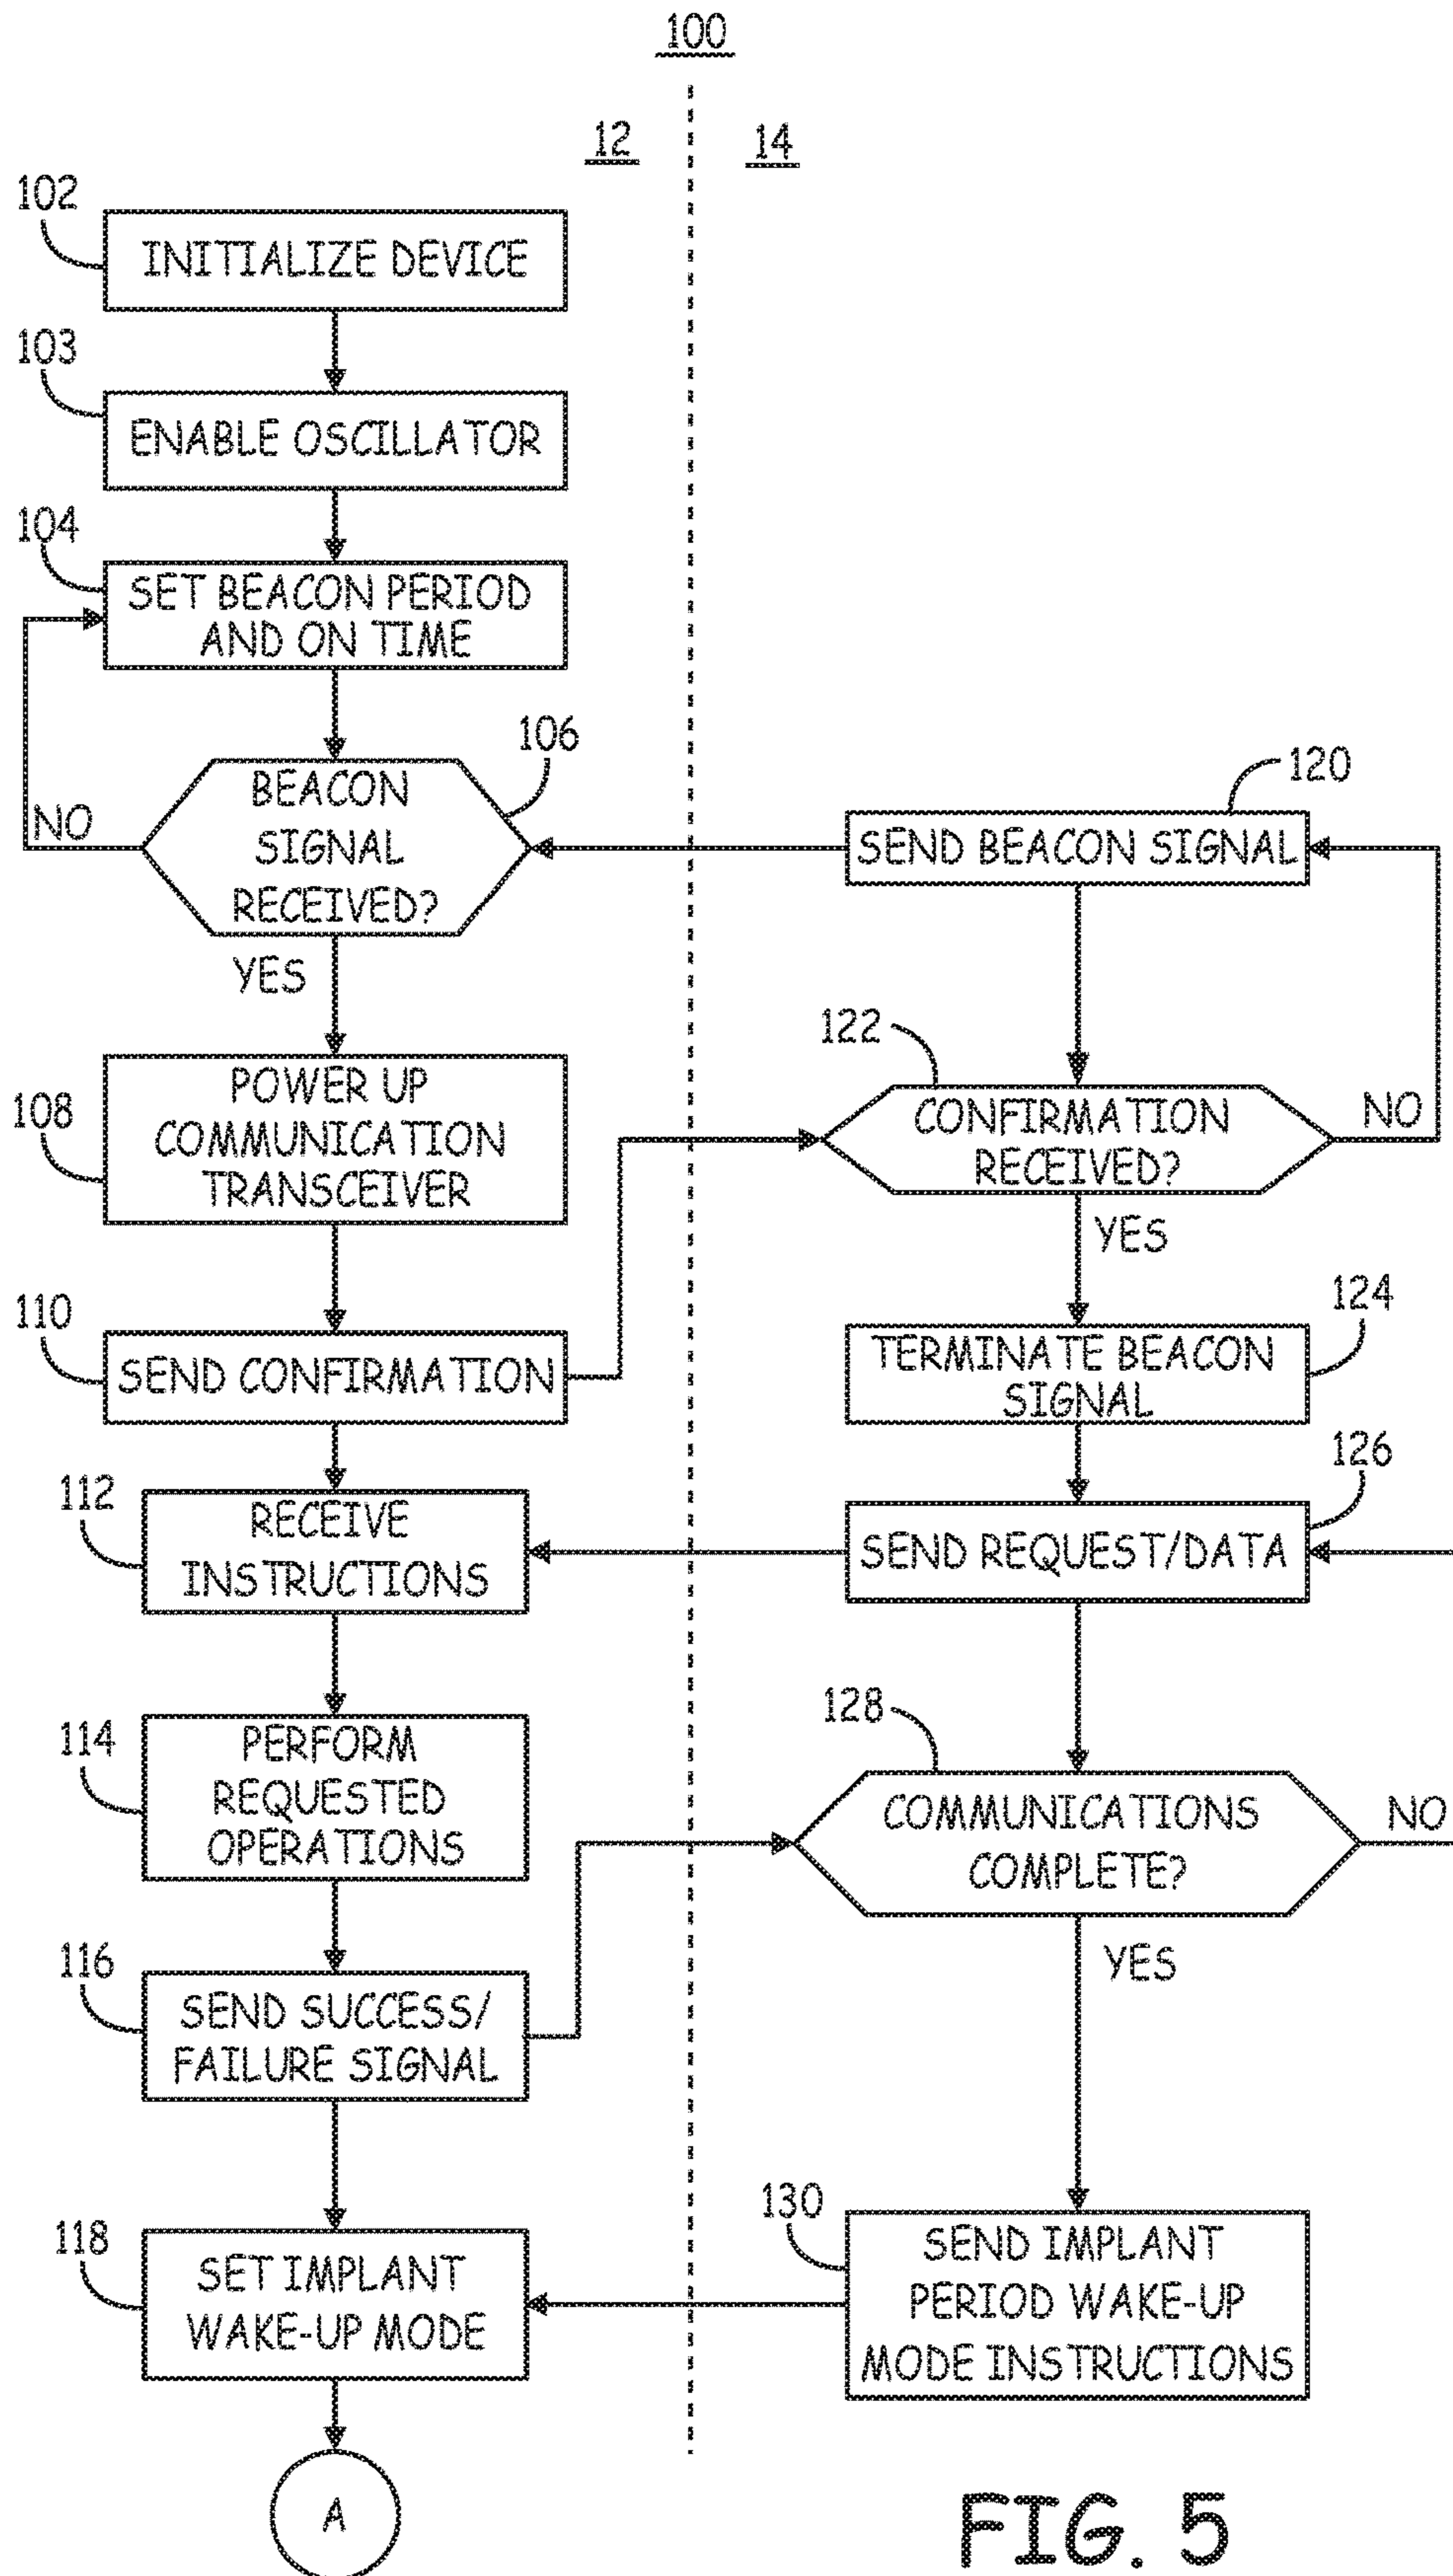 100
12
14
102
INITIALIZE DEVICE
103
ENABLE OSCILLATOR
104
SET BEACON PERIOD
AND ON TIME
106
BEACON
SIGNAL
RECEIVED?
NO
YES
120
SEND BEACON SIGNAL
108
POWER UP
COMMUNICATION
TRANSCEIVER
122
CONFIRMATION
RECEIVED?
NO
YES
110
SEND CONFIRMATION
124
TERMINATE BEACON
SIGNAL
112
RECEIVE
INSTRUCTIONS
126
SEND REQUEST/DATA
114
PERFORM
REQUESTED
OPERATIONS
128
COMMUNICATIONS
COMPLETE?
NO
YES
116
SEND SUCCESS/
FAILURE SIGNAL
118
SET IMPLANT
WAKE-UP MODE
130
SEND IMPLANT
PERIOD WAKE-UP
MODE INSTRUCTIONS
A
FIG. 5